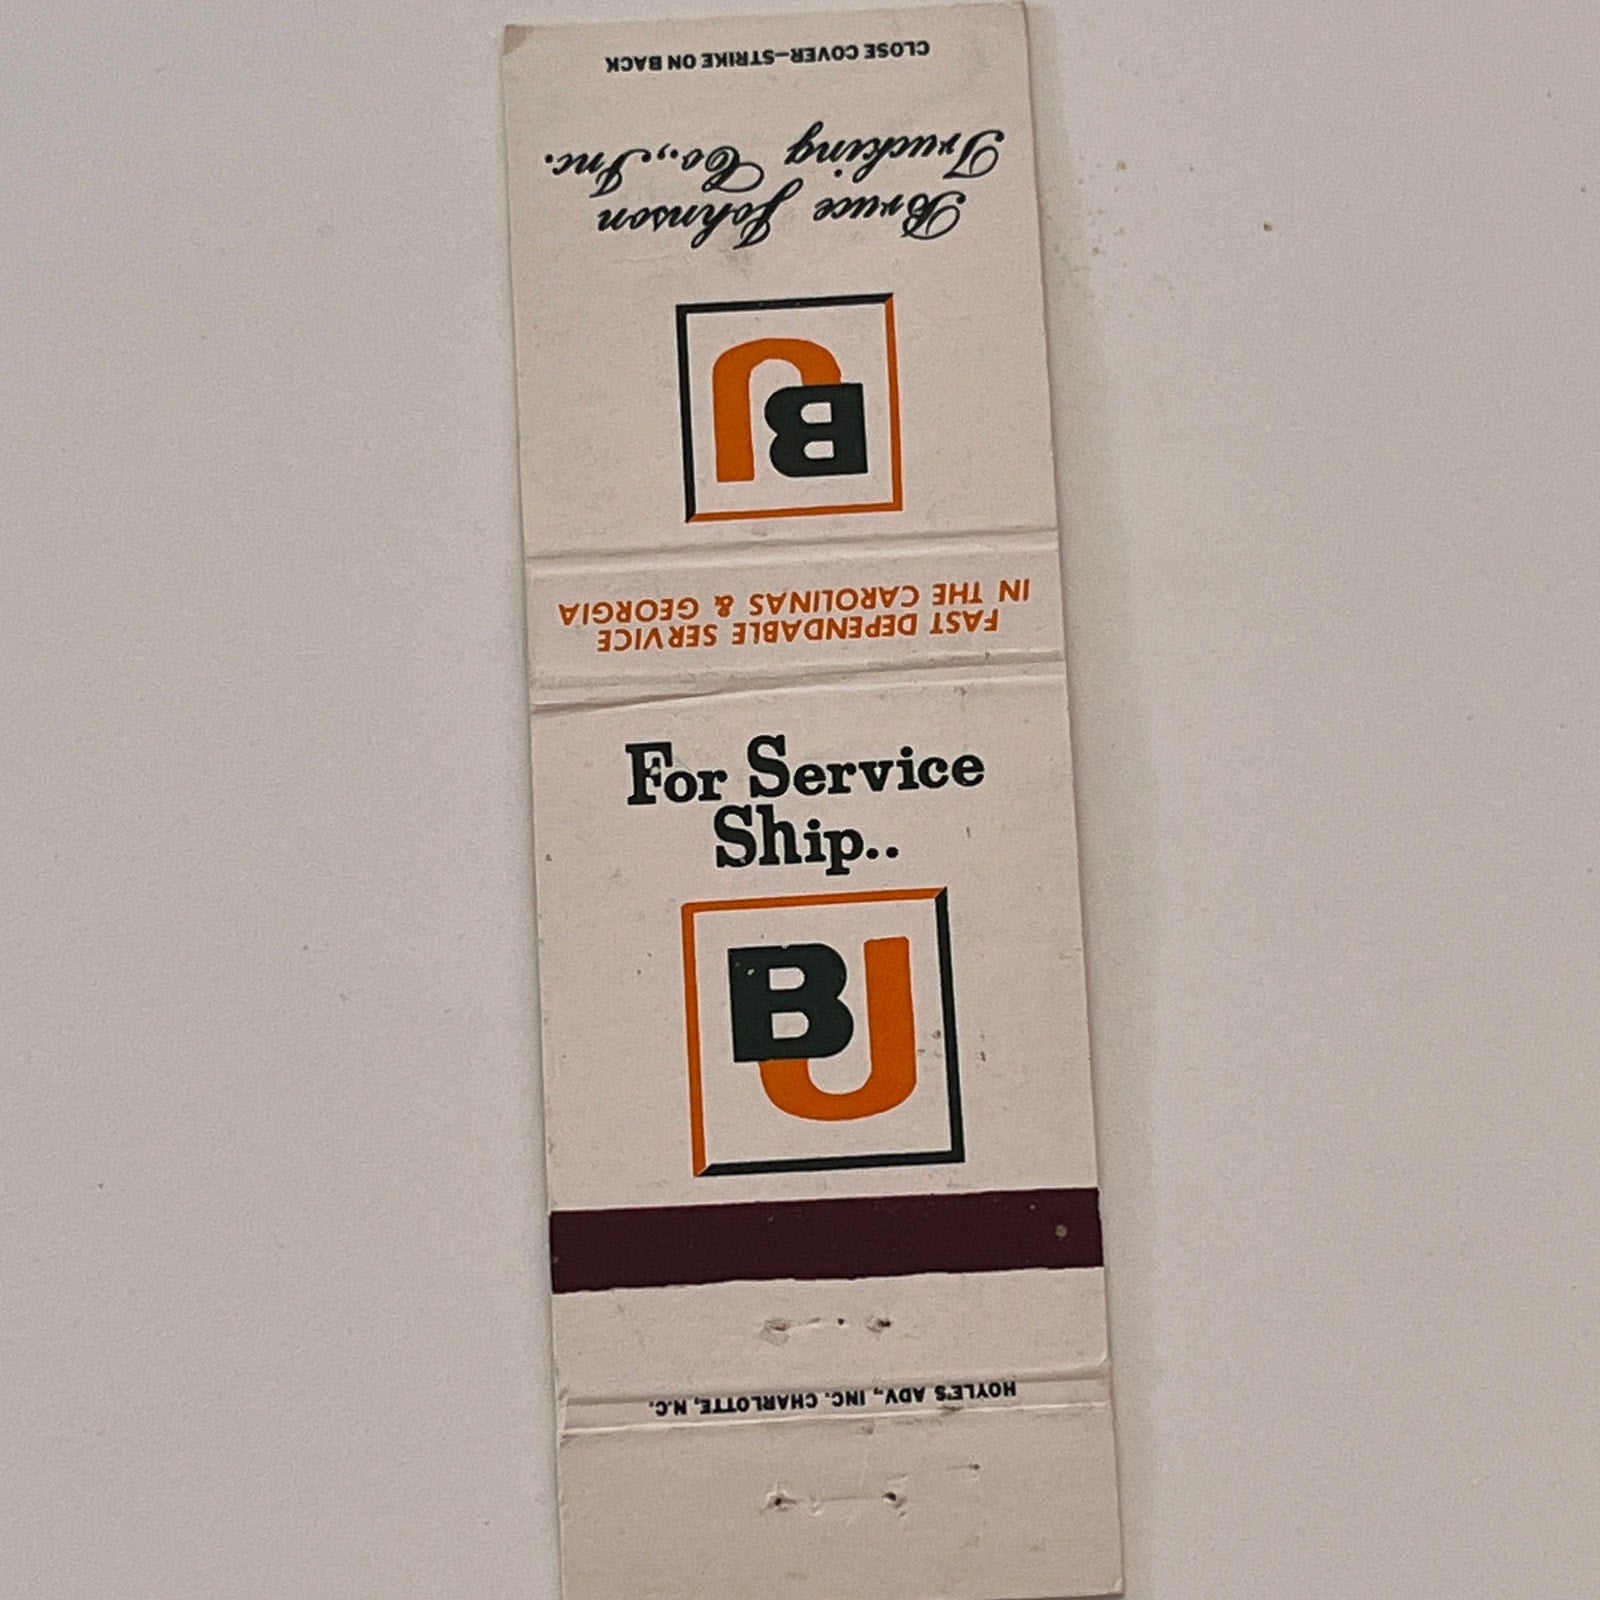 CLOSE COVER—STRIKE ON BACK
Bruce Johnson
Trucking Co., Inc.
BJ
FAST DEPENDABLE SERVICE
IN THE CAROLINAS & GEORGIA
For Service
Ship..
BJ
HOYLE'S ADV., INC. CHARLOTTE, N.C.